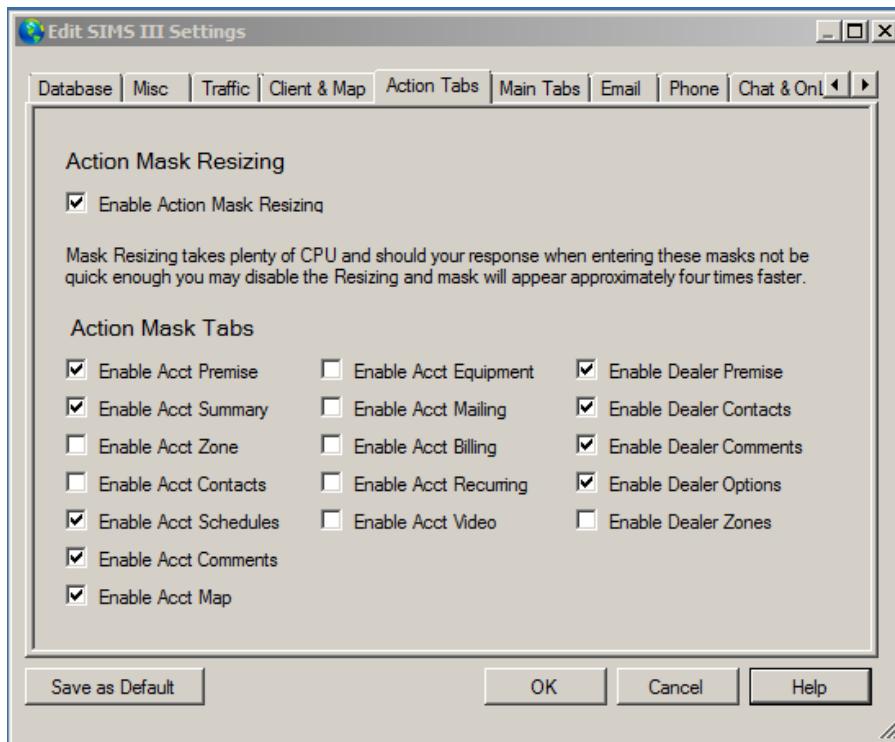 Edit SIMS III Settings
Database Misc Traffic Client & Map Action Tabs Main Tabs Email Phone Chat & OnL
Action Mask Resizing
Enable Action Mask Resizing
Mask Resizing takes plenty of CPU and should your response when entering these masks not be
quick enough you may disable the Resizing and mask will appear approximately four times faster.
Action Mask Tabs
Enable Acct Premise Enable Acct Equipment Enable Dealer Premise
Enable Acct Summary Enable Acct Mailing Enable Dealer Contacts
Enable Acct Zone Enable Acct Billing Enable Dealer Comments
Enable Acct Contacts Enable Acct Recurring Enable Dealer Options
Enable Acct Schedules Enable Acct Video Enable Dealer Zones
Enable Acct Comments
Enable Acct Map
Save as Default OK Cancel Help